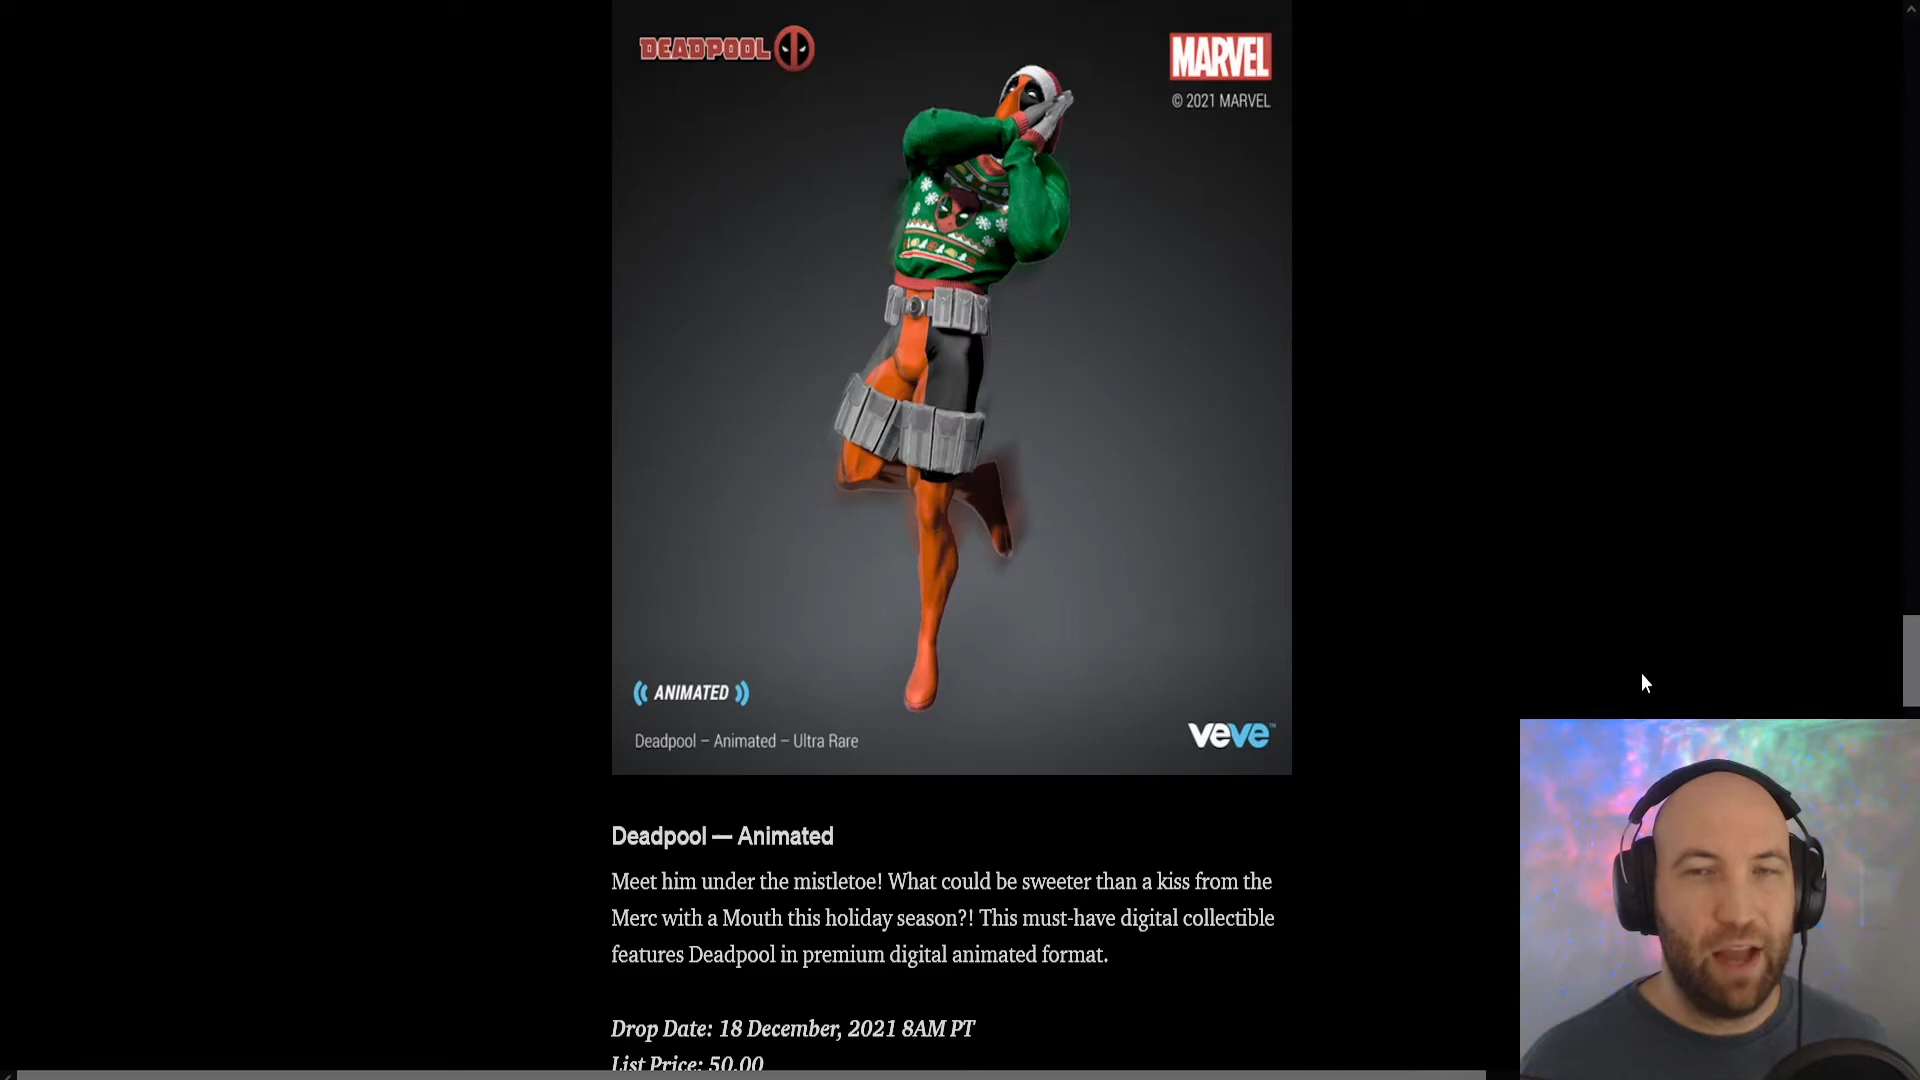 DEADPOOL
MARVEL
© 2021 MARVEL
ANIMATED
Deadpool – Animated – Ultra Rare
veve™
Deadpool — Animated
Meet him under the mistletoe! What could be sweeter than a kiss from the
Merc with a Mouth this holiday season?! This must-have digital collectible
features Deadpool in premium digital animated format.
Drop Date: 18 December, 2021 8AM PT
List Price: 50.00